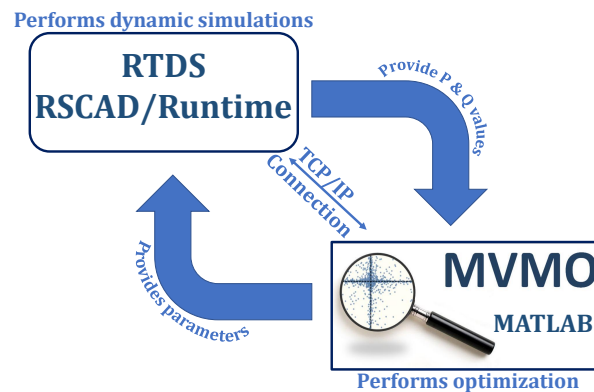 Performs dynamic simulations
RTDS
RSCAD/Runtime
Provide P & Q values
TCP/IP
Connection
Provides parameters
MVMO
MATLAB
Performs optimization